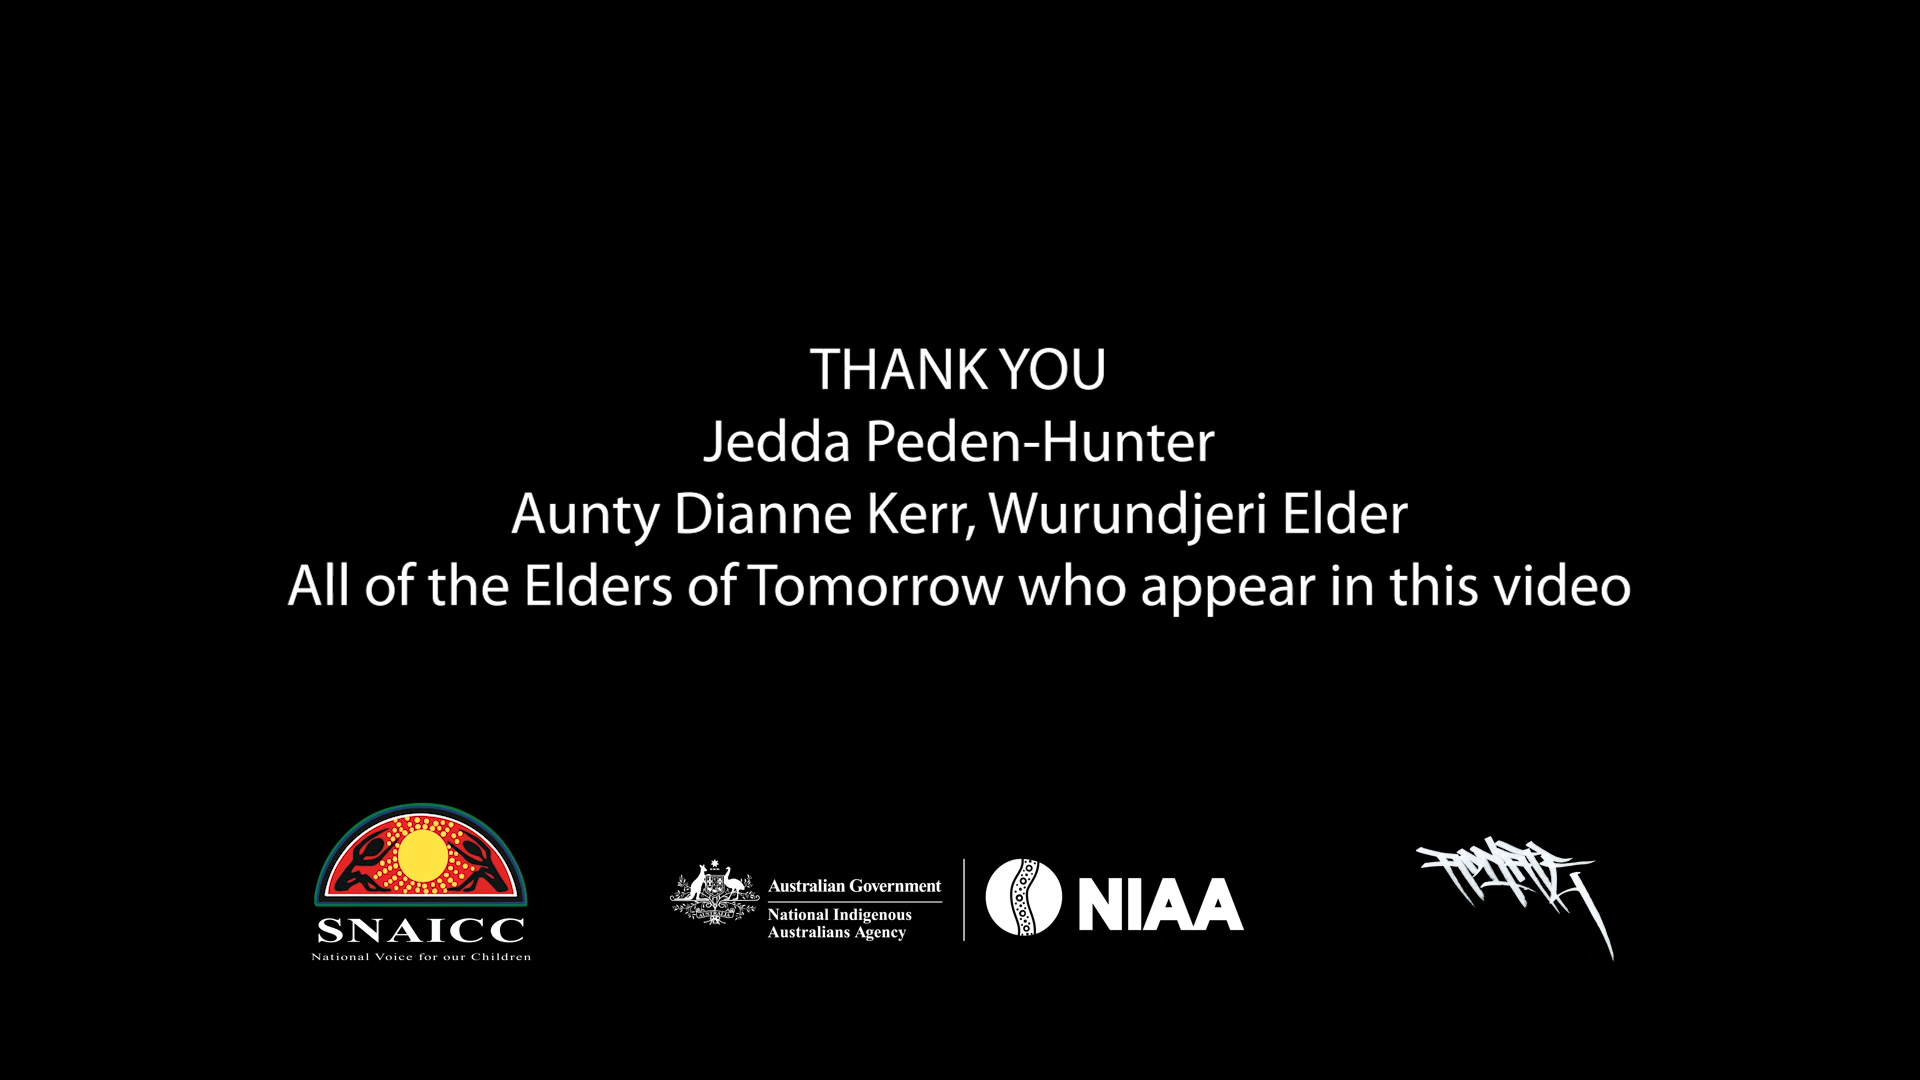 THANK YOU
Jedda Peden-Hunter
Aunty Dianne Kerr, Wurundjeri Elder
All of the Elders of Tomorrow who appear in this video
SNAICC
National Voice for our Children
Australian Government
National Indigenous
Australians Agency
NIAA